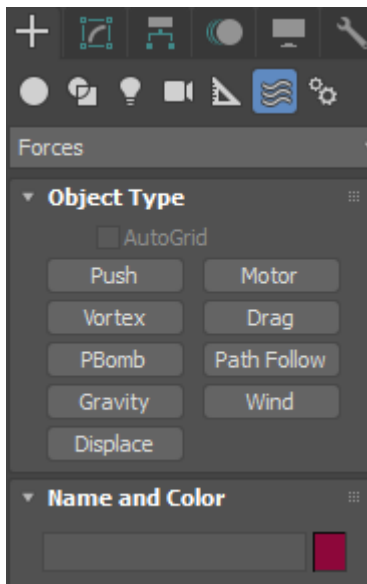 Forces
Object Type
AutoGrid
Push Motor
Vortex Drag
PBomb Path Follow
Gravity Wind
Displace
Name and Color